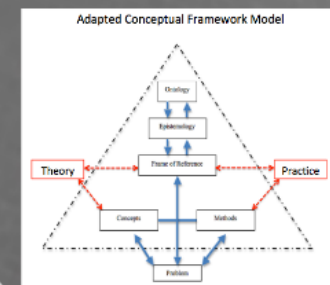 Adapted Conceptual Framework Model
Ontology
Epistemology
Frame of Reference
Theory
Practice
Concepts
Methods
Problem